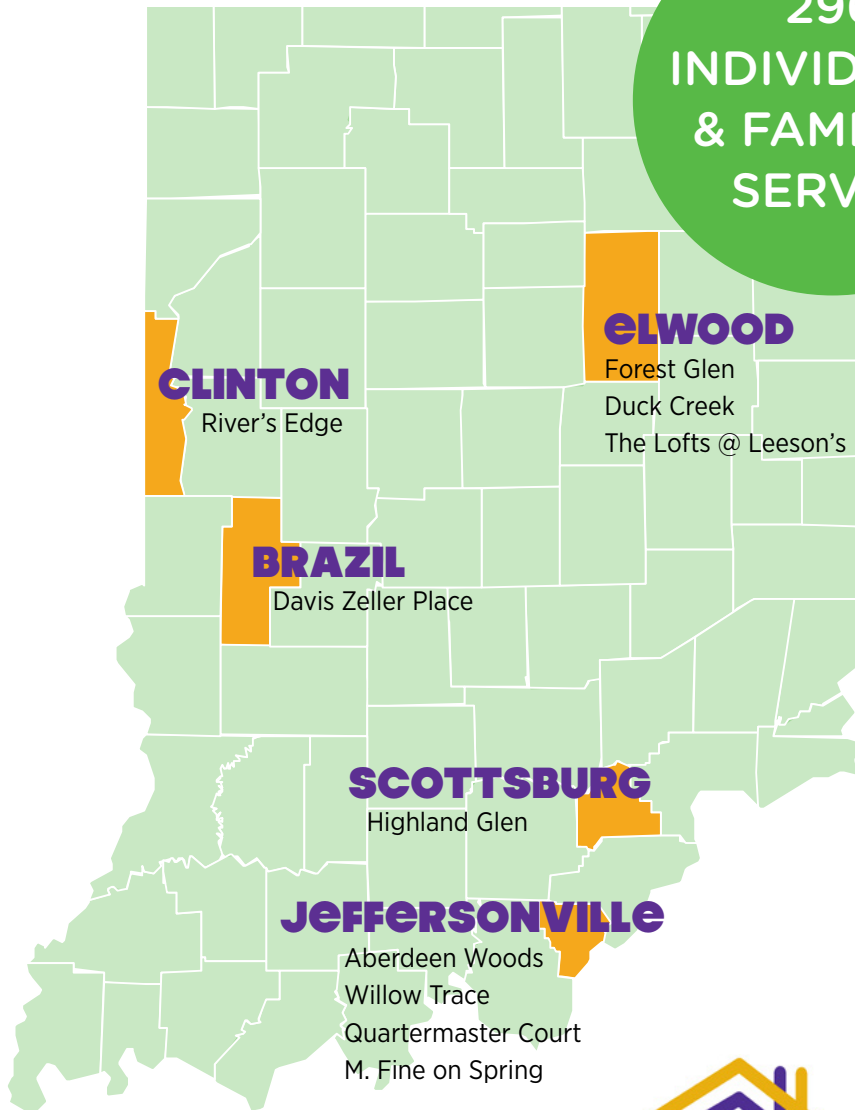 INDIVID
& FAM
SERV
eLWOOD
Forest Glen
Duck Creek
The Lofts @ Leeson's
CLINTON
River's Edge
BRAZIL
Davis Zeller Place
SCOTTSBURG
Highland Glen
JeFFeRSONVILLe
Aberdeen Woods
Willow Trace
Quartermaster Court
M. Fine on Spring